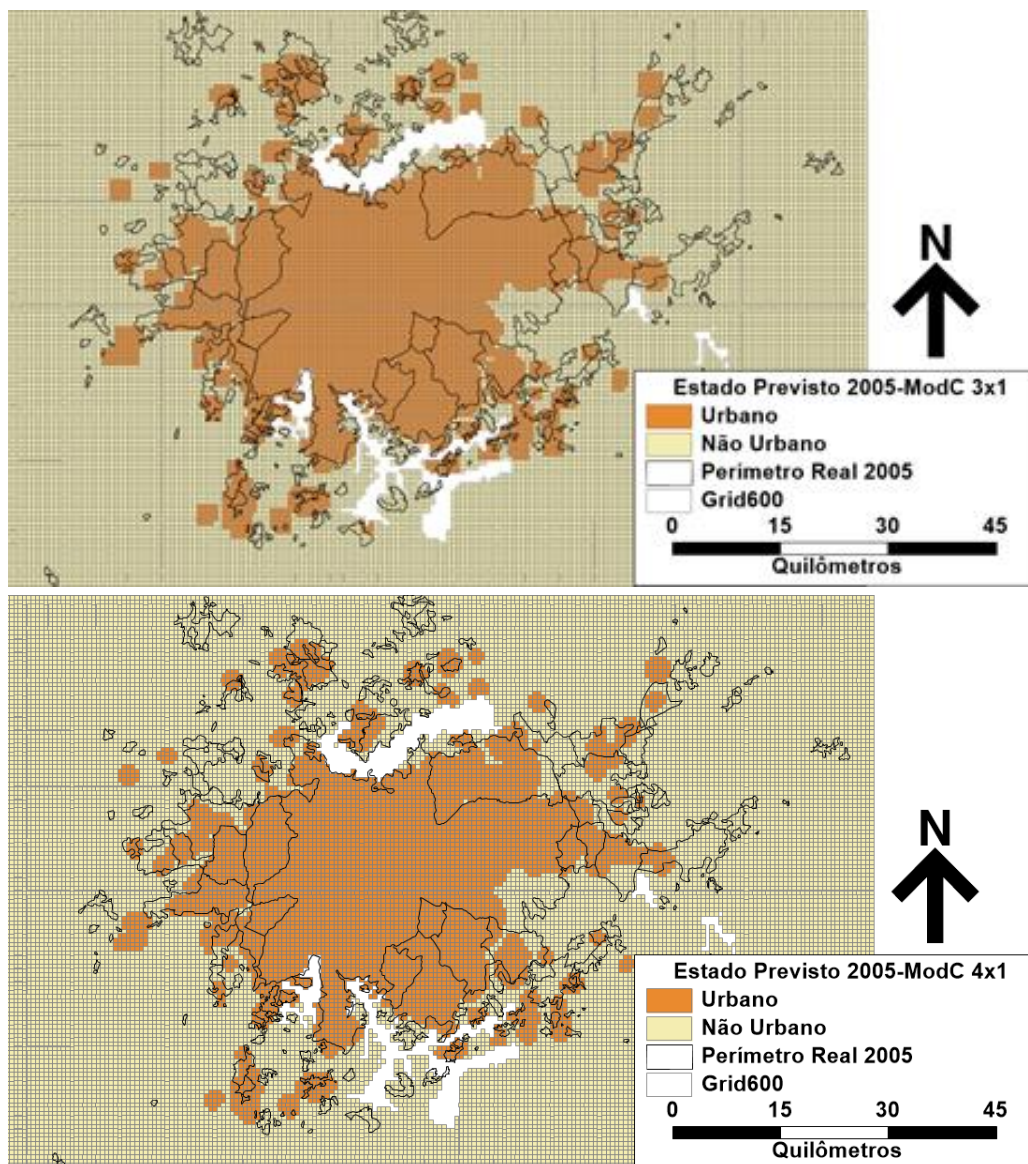 N
Estado Previsto 2005-ModC 3x1
Urbano
Não Urbano
Perímetro Real 2005
Grid600
0 15 30 45
Quilômetros
N
Estado Previsto 2005-ModC 4x1
Urbano
Não Urbano
Perímetro Real 2005
Grid600
0 15 30 45
Quilômetros